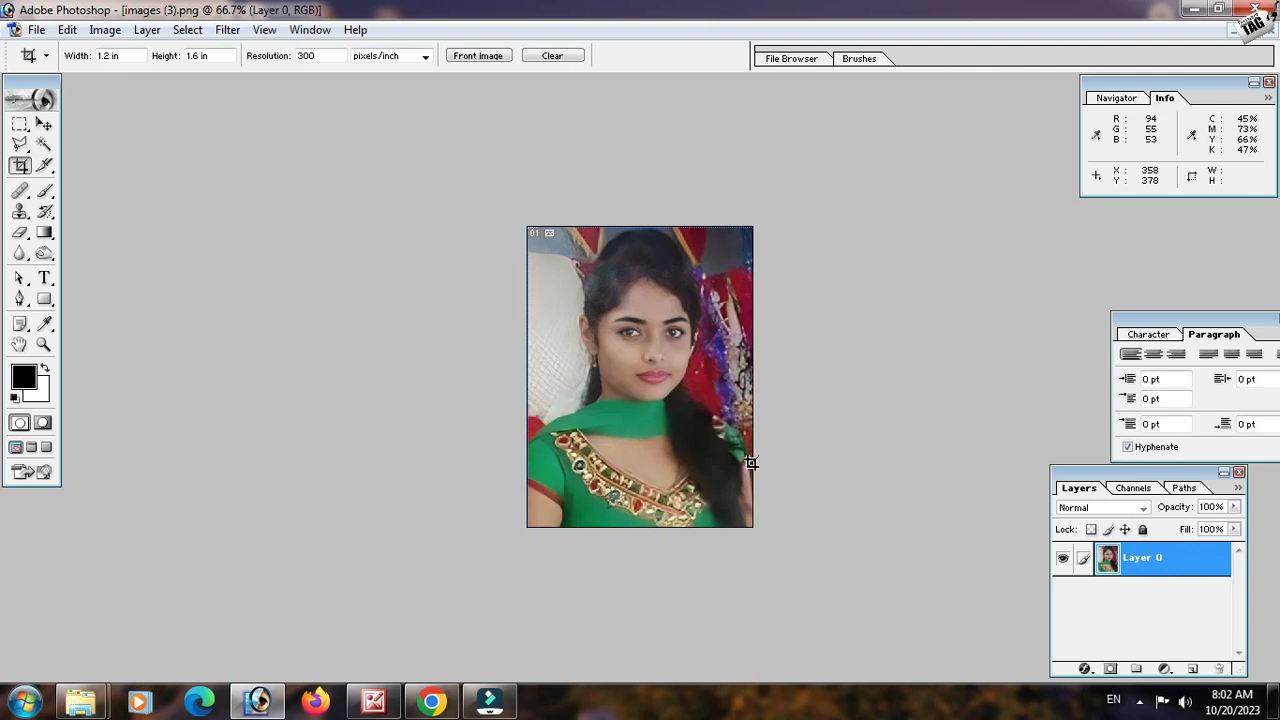 Adobe Photoshop - [images (3).png @ 66.7% (Layer 0, RGB)]
File Edit Image Layer Select Filter View Window Help
Width: 1.2 in Height: 1.6 in Resolution: 300 pixels/inch Front Image Clear File Browser Brushes
TAG
Navigator Info
R : 94 C : 45%
G : 55 M : 73%
B : 53 Y : 66%
K : 47%
X : 358 W :
Y : 378 H :
01
T
Character Paragraph
0 pt 0 pt
0 pt
0 pt 0 pt
Hyphenate
Layers Channels Paths
Normal Opacity: 100%
Lock: Fill: 100%
Layer 0
EN 8:02 AM
10/20/2023